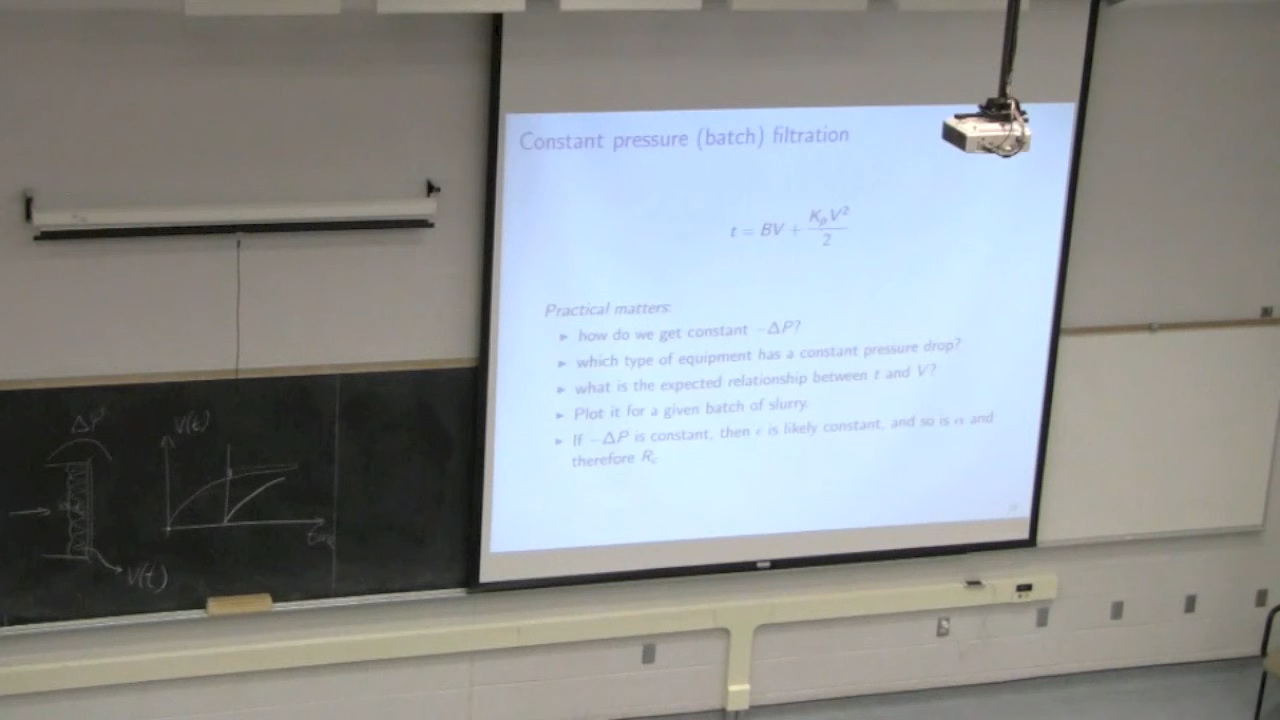 Constant pressure (batch) filtration
t = BV + K_p V² / 2
Practical matters:
► how do we get constant −ΔP?
► which type of equipment has a constant pressure drop?
► what is the expected relationship between t and V?
► Plot it for a given batch of slurry.
► If −ΔP is constant, then ϵ is likely constant, and so is α and
therefore R_c
ΔP
V(t)
V(t)